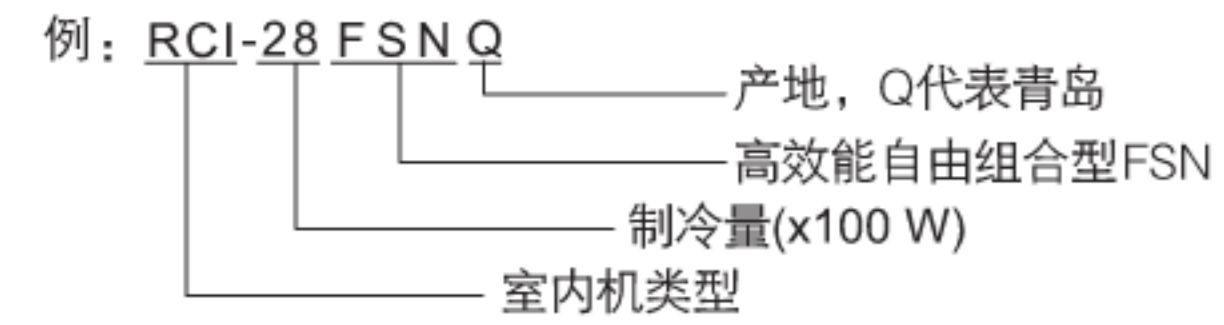 例：RCI-28 FSN Q
产地，Q代表青岛
高效能自由组合型FSN
制冷量(x100 W)
室内机类型